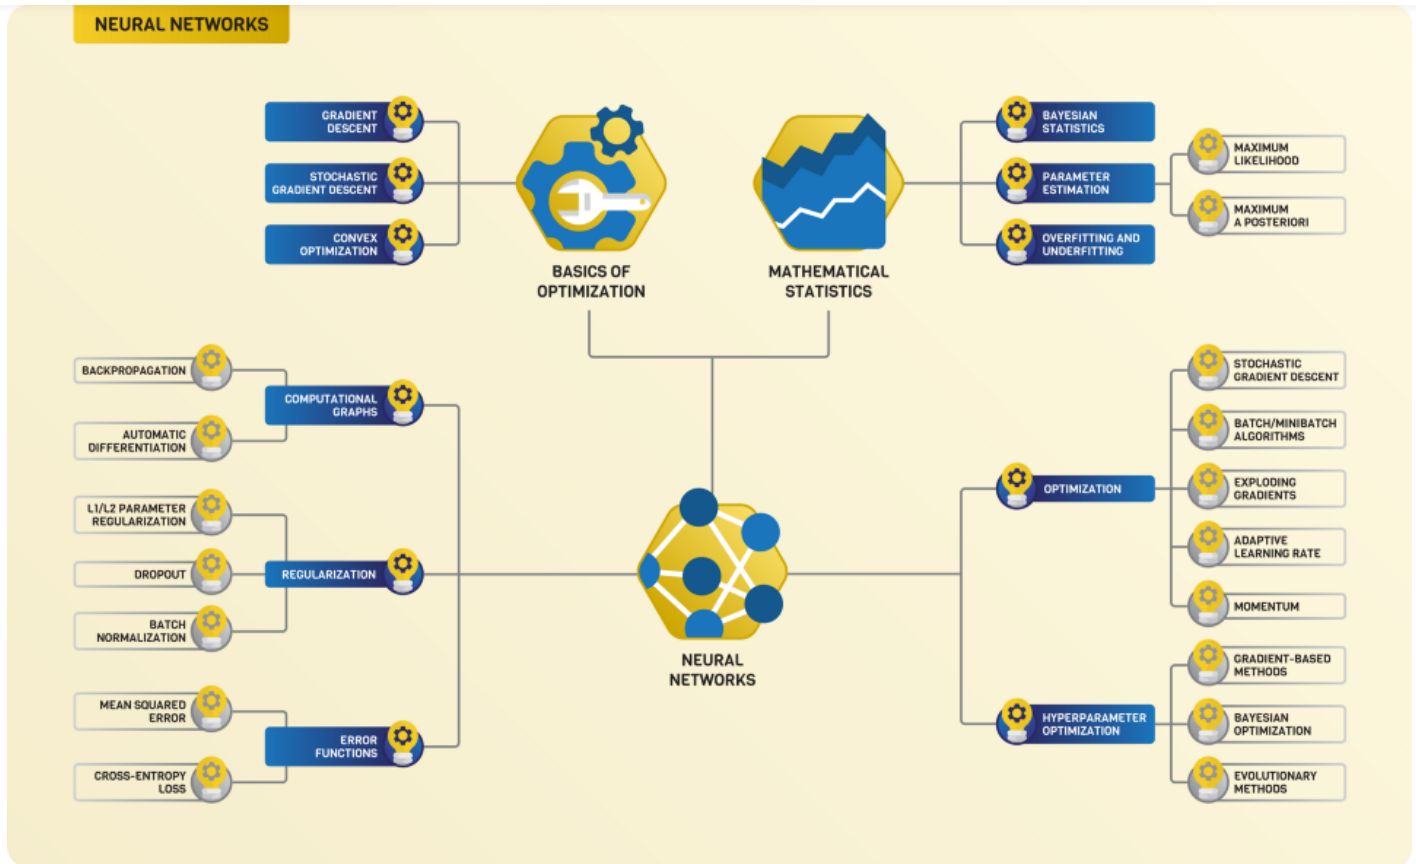 NEURAL NETWORKS
GRADIENT
DESCENT
STOCHASTIC
GRADIENT DESCENT
CONVEX
OPTIMIZATION
BASICS OF
OPTIMIZATION
MATHEMATICAL
STATISTICS
BAYESIAN
STATISTICS
PARAMETER
ESTIMATION
OVERFITTING AND
UNDERFITTING
MAXIMUM
LIKELIHOOD
MAXIMUM
A POSTERIORI
BACKPROPAGATION
AUTOMATIC
DIFFERENTIATION
COMPUTATIONAL
GRAPHS
L1/L2 PARAMETER
REGULARIZATION
DROPOUT
BATCH
NORMALIZATION
REGULARIZATION
MEAN SQUARED
ERROR
CROSS-ENTROPY
LOSS
ERROR
FUNCTIONS
NEURAL
NETWORKS
OPTIMIZATION
STOCHASTIC
GRADIENT DESCENT
BATCH/MINIBATCH
ALGORITHMS
EXPLODING
GRADIENTS
ADAPTIVE
LEARNING RATE
MOMENTUM
HYPERPARAMETER
OPTIMIZATION
GRADIENT-BASED
METHODS
BAYESIAN
OPTIMIZATION
EVOLUTIONARY
METHODS